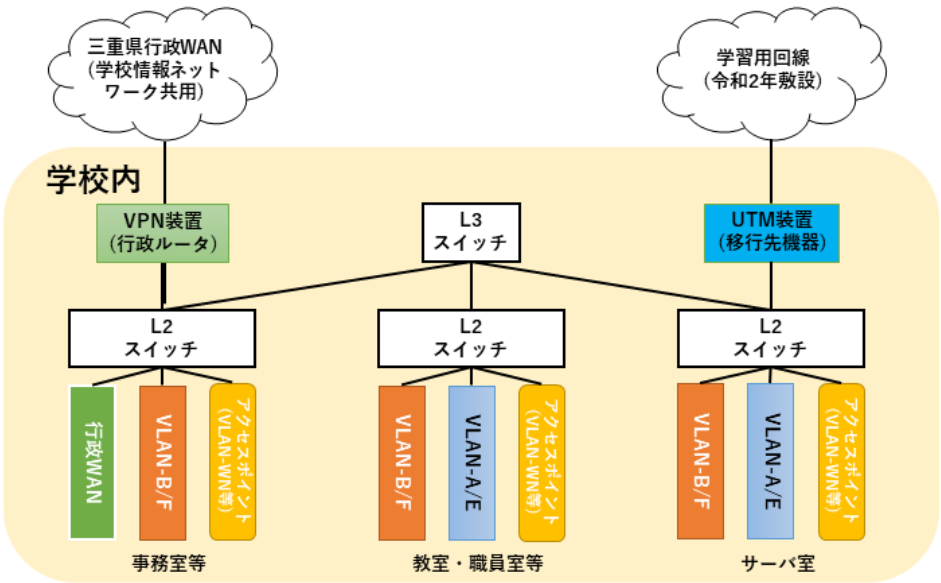 三重県行政WAN
(学校情報ネット
ワーク共用)
学習用回線
(令和2年敷設)
学校内
VPN装置
(行政ルータ)
L3
スイッチ
UTM装置
(移行先機器)
L2
スイッチ
L2
スイッチ
L2
スイッチ
行政WAN
VLAN-B/F
アクセスポイント
(VLAN-WN等)
VLAN-B/F
VLAN-A/E
アクセスポイント
(VLAN-WN等)
VLAN-B/F
VLAN-A/E
アクセスポイント
(VLAN-WN等)
事務室等
教室・職員室等
サーバ室